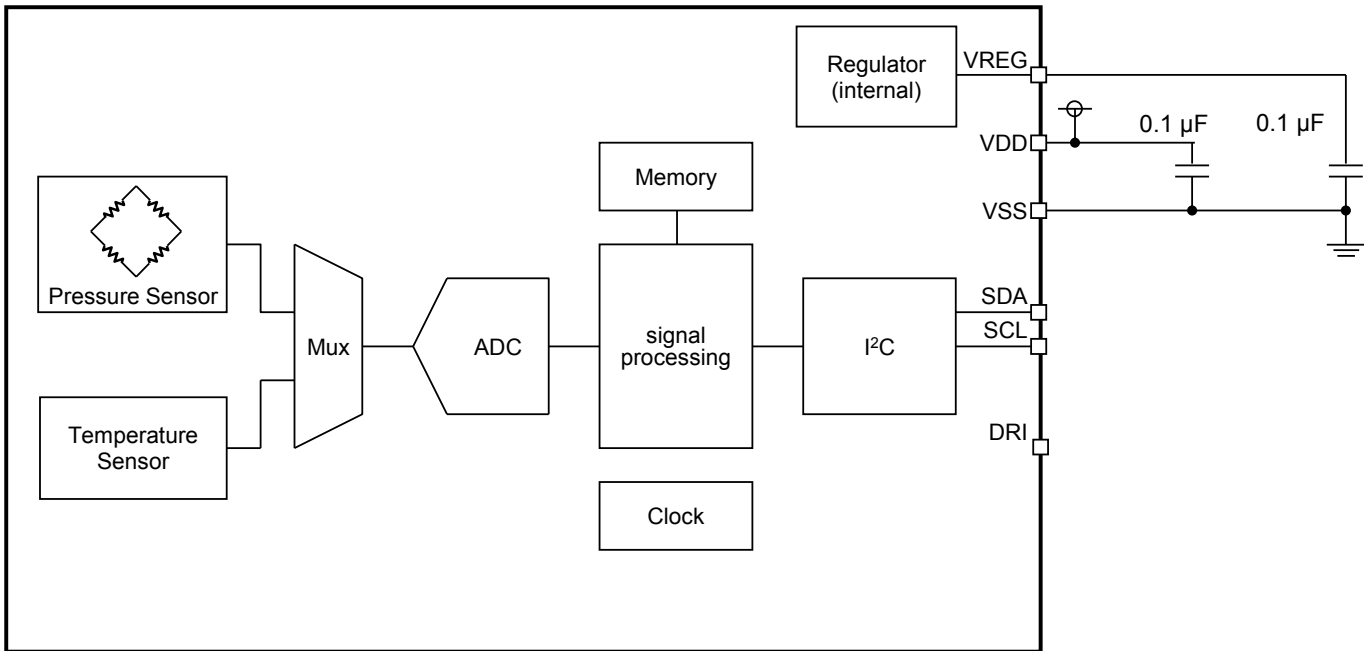 Regulator
(internal)
VREG
VDD
0.1 µF
0.1 µF
VSS
Memory
Pressure Sensor
Mux
ADC
signal
processing
I²C
SDA
SCL
DRI
Temperature
Sensor
Clock